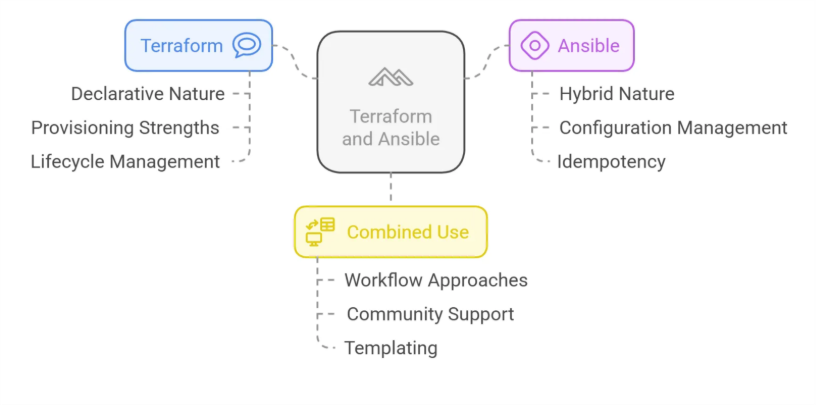 Terraform
Declarative Nature
Provisioning Strengths
Lifecycle Management
Terraform
and Ansible
Ansible
Hybrid Nature
Configuration Management
Idempotency
Combined Use
Workflow Approaches
Community Support
Templating